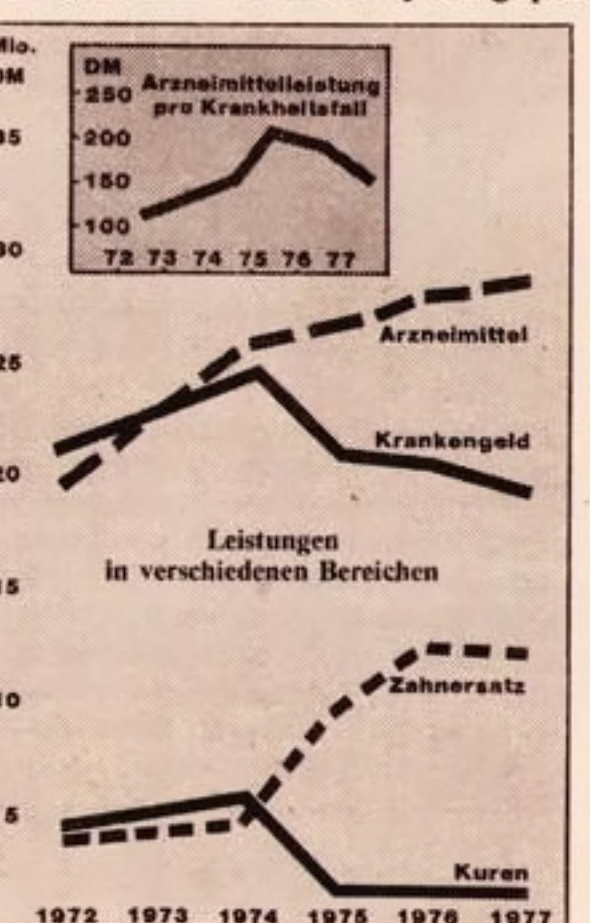 Mio.
DM
35
30
25
20
15
10
5
DM
250
200
150
100
Arzneimittelleistung
pro Krankheitsfall
72 73 74 75 76 77
Arzneimittel
Krankengeld
Leistungen
in verschiedenen Bereichen
Zahnersatz
Kuren
1972 1973 1974 1975 1976 1977